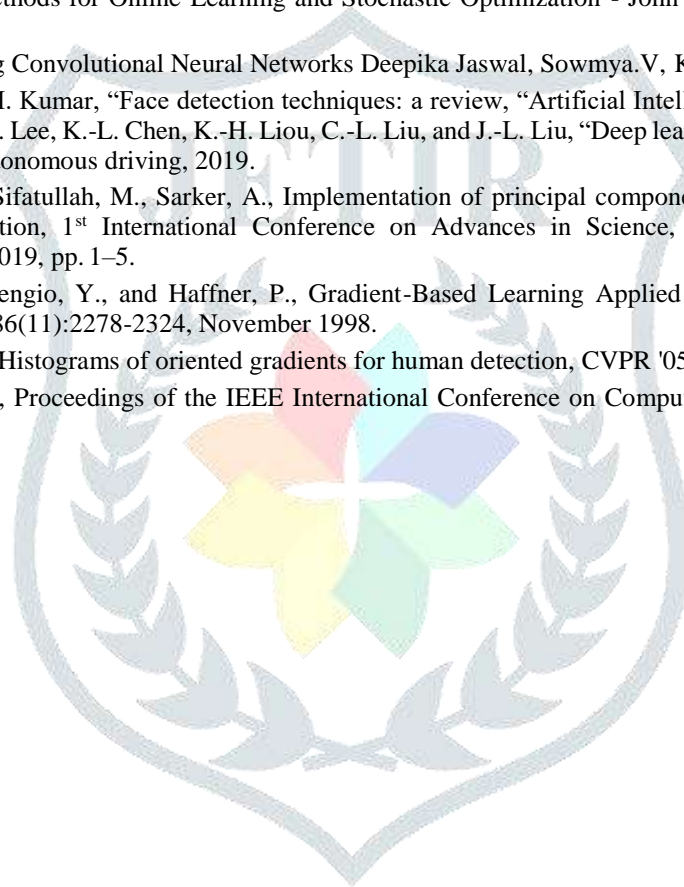 ethods for Online Learning and Stochastic Optimization - John
g Convolutional Neural Networks Deepika Jaswal, Sowmya.V, K
I. Kumar, “Face detection techniques: a review, “Artificial Intell
. Lee, K.-L. Chen, K.-H. Liou, C.-L. Liu, and J.-L. Liu, “Deep lea
onomous driving, 2019.
Sifatullah, M., Sarker, A., Implementation of principal compone
tion, 1st International Conference on Advances in Science,
019, pp. 1–5.
engio, Y., and Haffner, P., Gradient-Based Learning Applied
86(11):2278-2324, November 1998.
Histograms of oriented gradients for human detection, CVPR '05
, Proceedings of the IEEE International Conference on Compu
JETIR